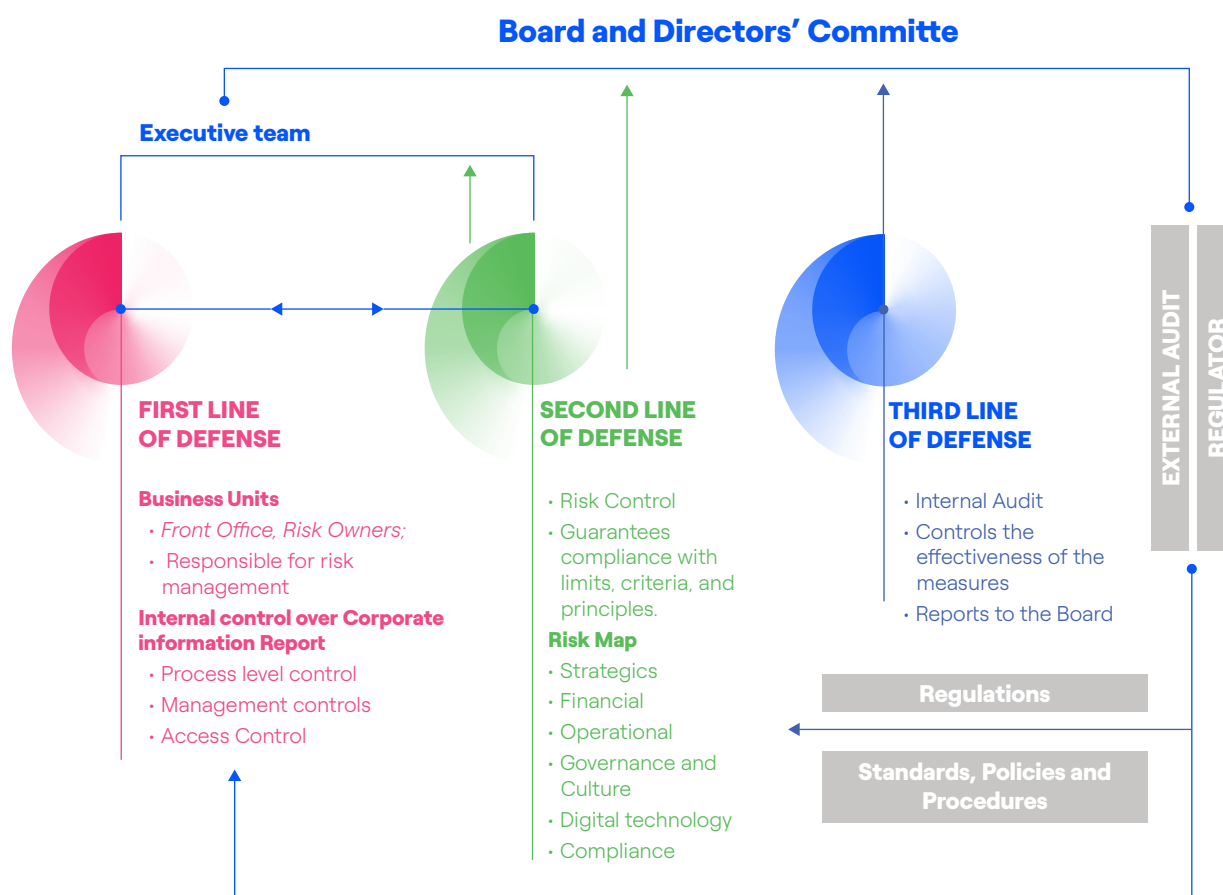 Board and Directors’ Committe
Executive team
FIRST LINE
OF DEFENSE
Business Units
• Front Office, Risk Owners;
• Responsible for risk
management
Internal control over Corporate
information Report
• Process level control
• Management controls
• Access Control
SECOND LINE
OF DEFENSE
• Risk Control
• Guarantees
compliance with
limits, criteria, and
principles.
Risk Map
• Strategics
• Financial
• Operational
• Governance and
Culture
• Digital technology
• Compliance
THIRD LINE
OF DEFENSE
• Internal Audit
• Controls the
effectiveness of the
measures
• Reports to the Board
EXTERNAL AUDIT
REGULATOR
Regulations
Standards, Policies and
Procedures